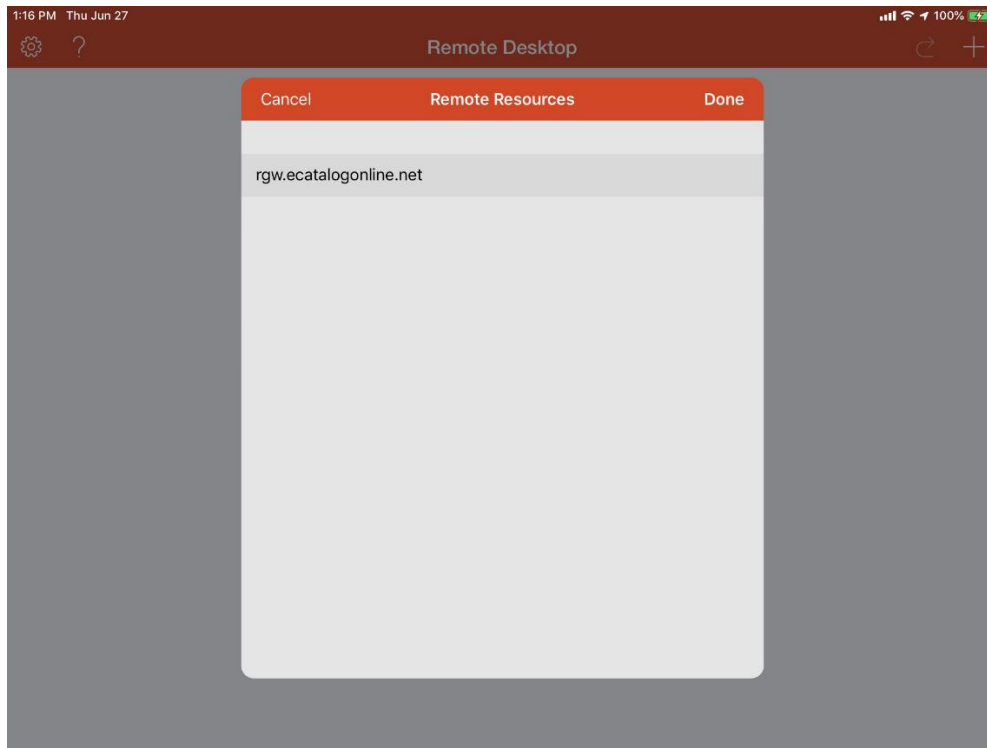 1:16 PM Thu Jun 27 100%
? Remote Desktop +
Cancel Remote Resources Done
rgw.ecatalogonline.net